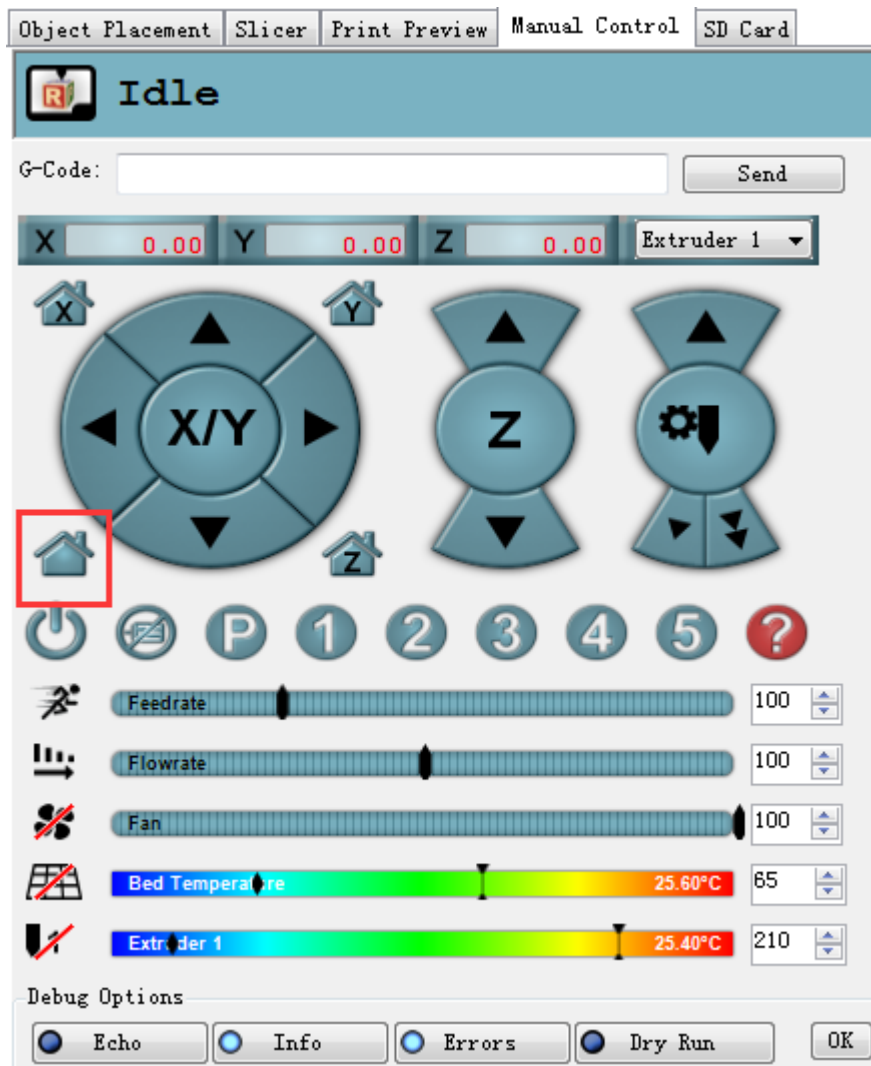 Object Placement Slicer Print Preview Manual Control SD Card
R Idle
G-Code: Send
X 0.00 Y 0.00 Z 0.00 Extruder 1
X Y
X/Y Z
Z
P 1 2 3 4 5 ?
Feedrate 100
Flowrate 100
Fan 100
Bed Temperature 25.60°C 65
1 Extruder 1 25.40°C 210
Debug Options
Echo Info Errors Dry Run OK